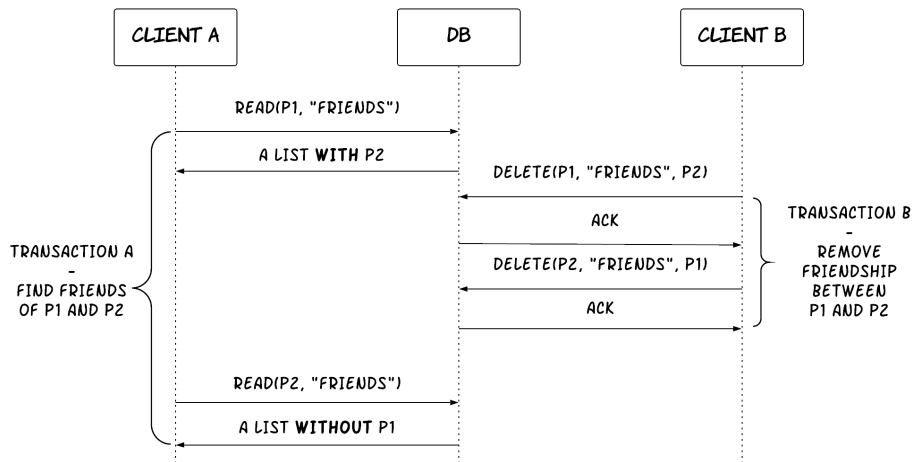 CLIENT A
DB
CLIENT B
READ(P1, "FRIENDS")
A LIST WITH P2
DELETE(P1, "FRIENDS", P2)
ACK
DELETE(P2, "FRIENDS", P1)
ACK
TRANSACTION A
-
FIND FRIENDS
OF P1 AND P2
TRANSACTION B
-
REMOVE
FRIENDSHIP
BETWEEN
P1 AND P2
READ(P2, "FRIENDS")
A LIST WITHOUT P1